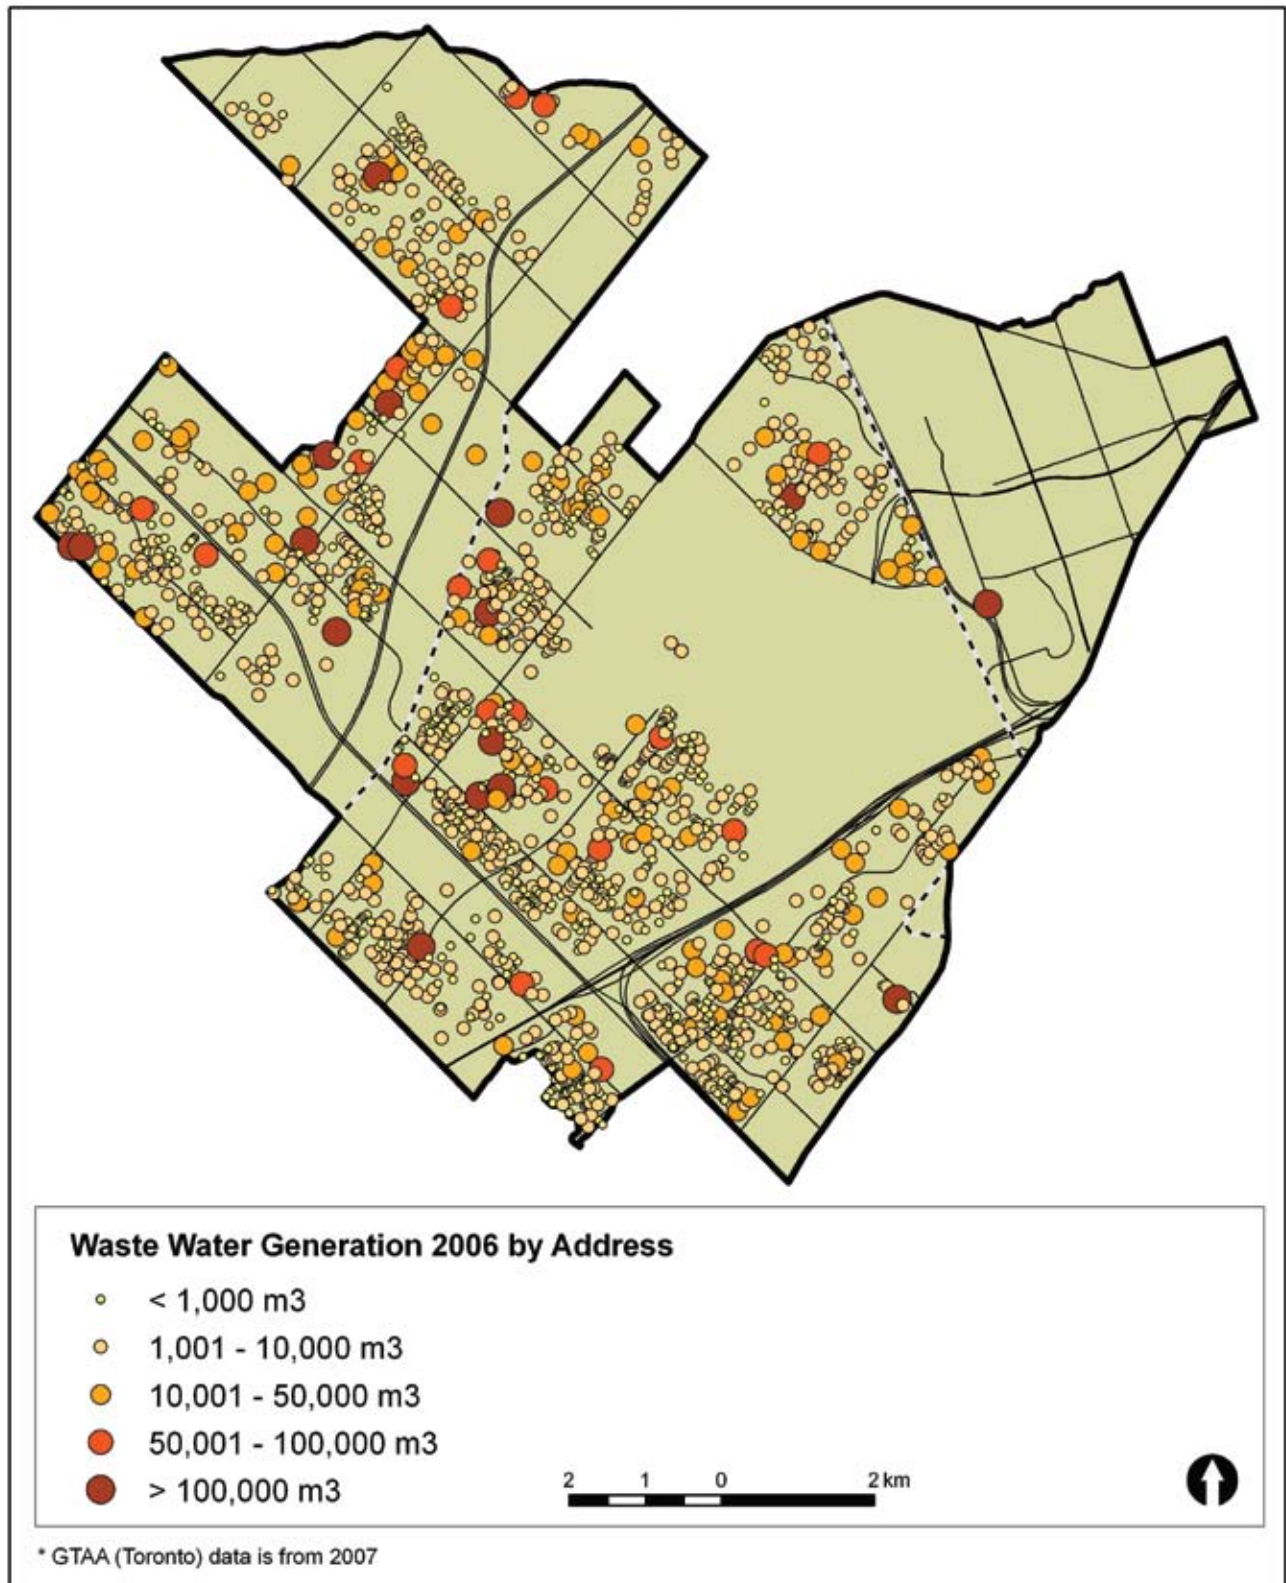 Waste Water Generation 2006 by Address
< 1,000 m3
1,001 - 10,000 m3
10,001 - 50,000 m3
50,001 - 100,000 m3
> 100,000 m3
2 1 0 2 km
* GTAA (Toronto) data is from 2007